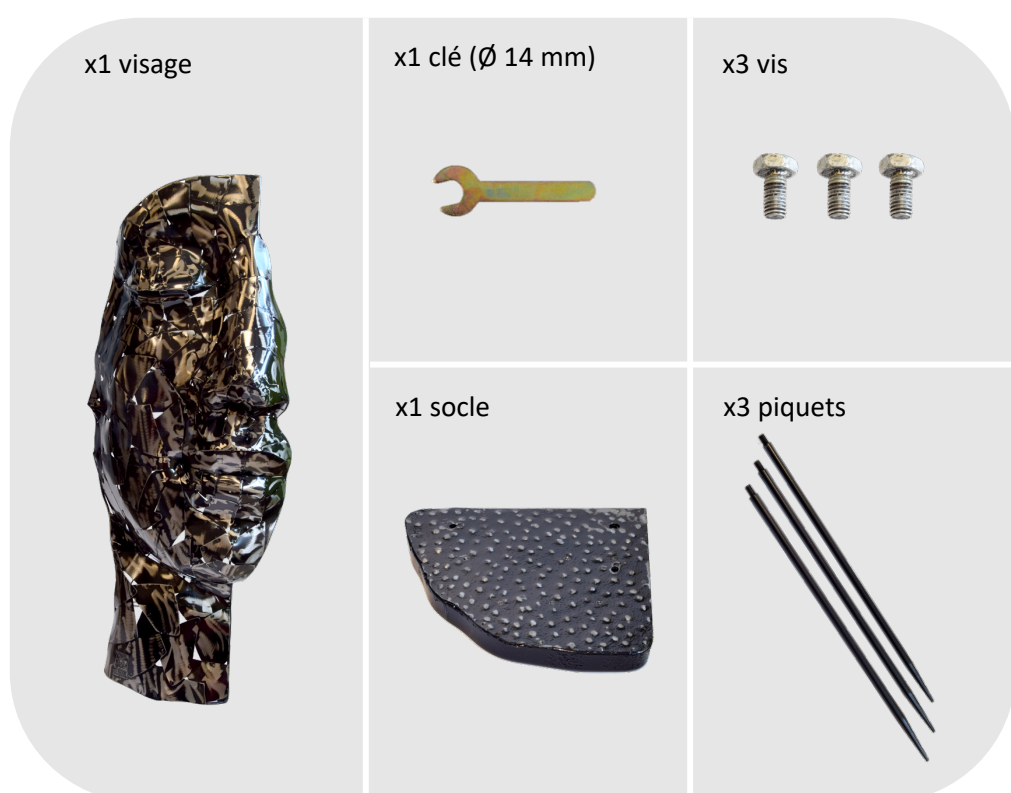 x1 visage
x1 clé (Ø 14 mm)
x3 vis
x1 socle
x3 piquets